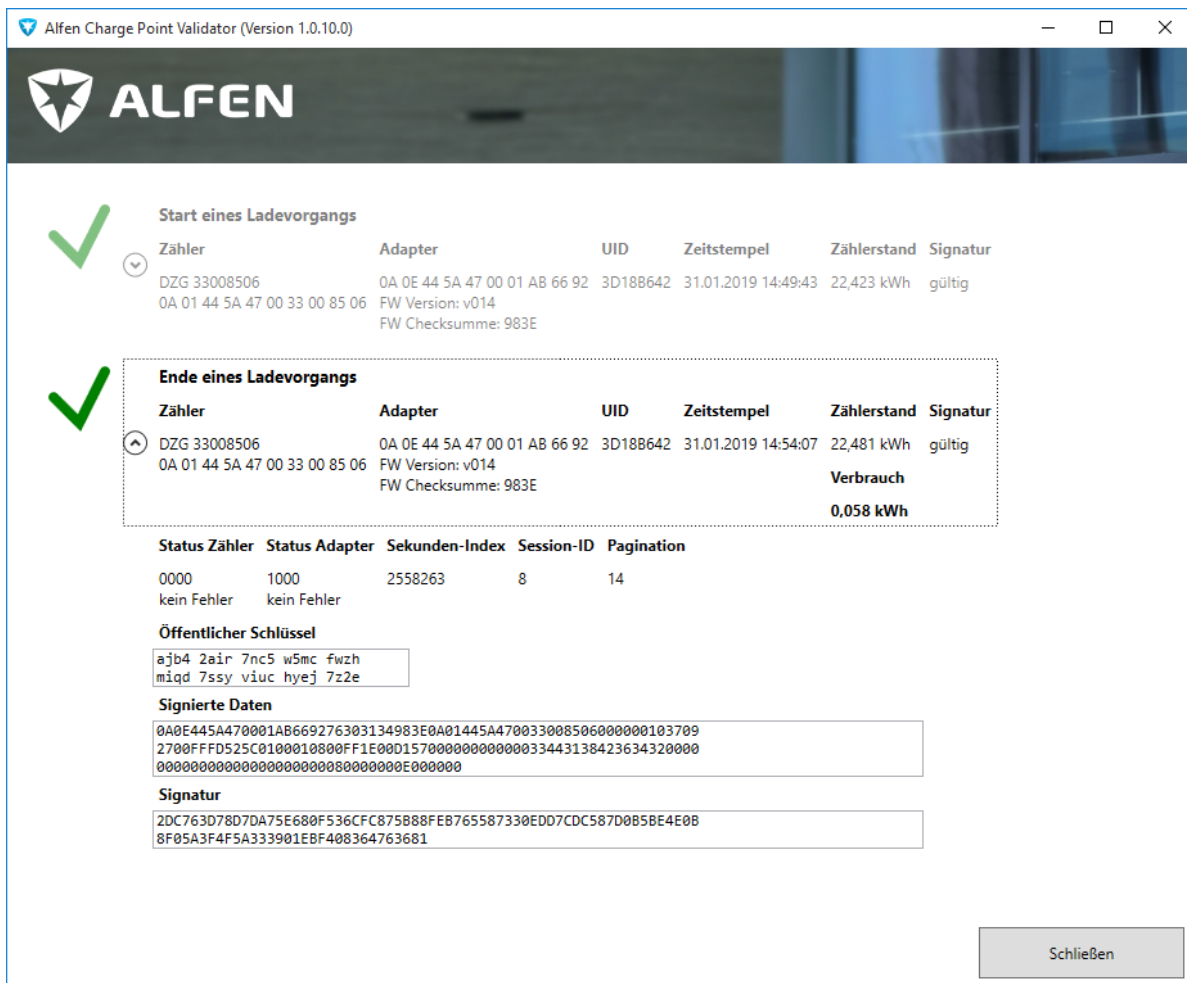 Alfen Charge Point Validator (Version 1.0.10.0)
ALFEN
Start eines Ladevorgangs
Zähler Adapter UID Zeitstempel Zählerstand Signatur
DZG 33008506 0A 0E 44 5A 47 00 01 AB 66 92 3D18B642 31.01.2019 14:49:43 22,423 kWh gültig
0A 01 44 5A 47 00 33 00 85 06 FW Version: v014
FW Checksumme: 983E
Ende eines Ladevorgangs
Zähler Adapter UID Zeitstempel Zählerstand Signatur
DZG 33008506 0A 0E 44 5A 47 00 01 AB 66 92 3D18B642 31.01.2019 14:54:07 22,481 kWh gültig
0A 01 44 5A 47 00 33 00 85 06 FW Version: v014
FW Checksumme: 983E
Verbrauch
0,058 kWh
Status Zähler Status Adapter Sekunden-Index Session-ID Pagination
0000 1000 2558263 8 14
kein Fehler kein Fehler
Öffentlicher Schlüssel
ajb4 2air 7nc5 w5mc fwzh
miqd 7ssy viuc hyej 7z2e
Signierte Daten
0A0E445A470001AB669276303134983E0A01445A470033008506000000103709
2700FFFD525C0100010800FF1E00D15700000000000033443138423634320000
00000000000000000000080000000E000000
Signatur
2DC763D78D7DA75E680F536CFC875B88FEB765587330EDD7CDC587D0B5BE4E0B
8F05A3F4F5A333901EBF408364763681
Schließen